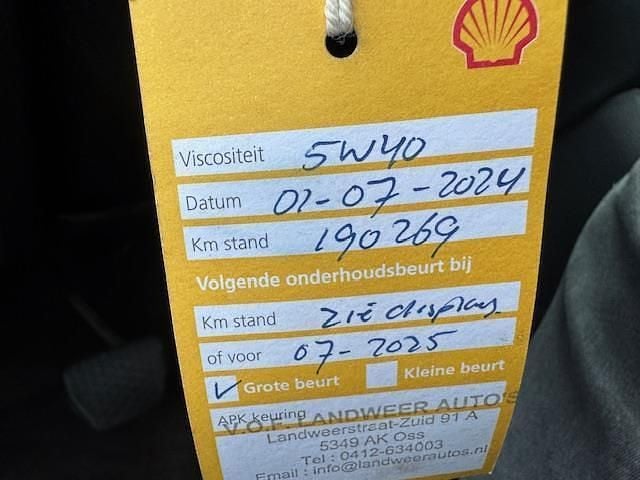 Viscositeit 5W40
Datum 01-07-2024
Km stand 190269
Volgende onderhoudsbeurt bij
Km stand zie display
of voor 07-2025
Grote beurt Kleine beurt
APK keuring
V.O.F. LANDWEER AUTO'S
Landweerstraat-Zuid 91 A
5349 AK Oss
Tel : 0412-634003
Email : info@landweerautos.nl